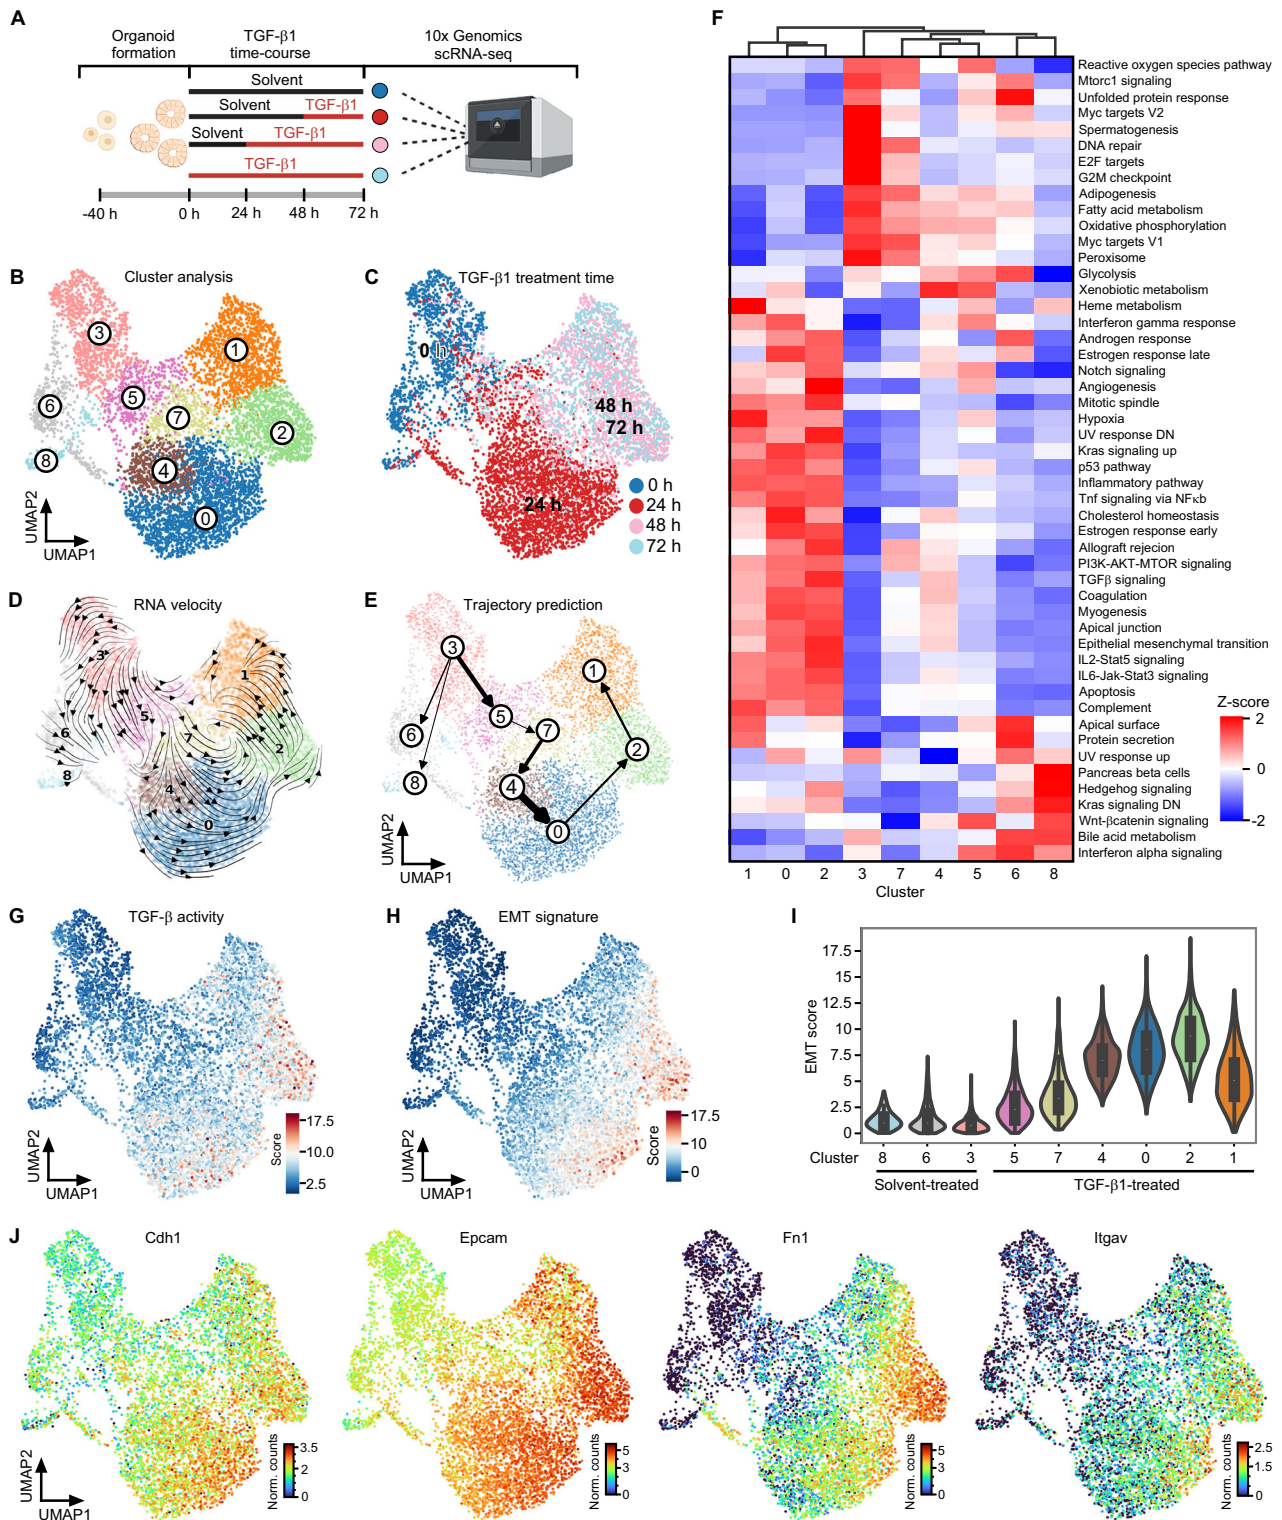 A
Organoid
formation
TGF-β1
time-course
10x Genomics
scRNA-seq
Solvent
Solvent
TGF-β1
Solvent
TGF-β1
TGF-β1
-40 h
0 h
24 h
48 h
72 h
B
Cluster analysis
3
1
5
6
7
2
8
4
0
UMAP2
UMAP1
C
TGF-β1 treatment time
0 h
48 h
72 h
24 h
0 h
24 h
48 h
72 h
D
RNA velocity
3
1
5
6
7
2
8
4
0
E
Trajectory prediction
3
1
5
6
7
2
8
4
0
UMAP2
UMAP1
F
Reactive oxygen species pathway
Mtorc1 signaling
Unfolded protein response
Myc targets V2
Spermatogenesis
DNA repair
E2F targets
G2M checkpoint
Adipogenesis
Fatty acid metabolism
Oxidative phosphorylation
Myc targets V1
Peroxisome
Glycolysis
Xenobiotic metabolism
Heme metabolism
Interferon gamma response
Androgen response
Estrogen response late
Notch signaling
Angiogenesis
Mitotic spindle
Hypoxia
UV response DN
Kras signaling up
p53 pathway
Inflammatory pathway
Tnf signaling via NFκb
Cholesterol homeostasis
Estrogen response early
Allograft rejecion
PI3K-AKT-MTOR signaling
TGFβ signaling
Coagulation
Myogenesis
Apical junction
Epithelial mesenchymal transition
IL2-Stat5 signaling
IL6-Jak-Stat3 signaling
Apoptosis
Complement
Apical surface
Protein secretion
UV response up
Pancreas beta cells
Hedgehog signaling
Kras signaling DN
Wnt-βcatenin signaling
Bile acid metabolism
Interferon alpha signaling
1 0 2 3 7 4 5 6 8
Cluster
Z-score
2
0
-2
G
TGF-β activity
Score
17.5
10.0
2.5
UMAP2
UMAP1
H
EMT signature
Score
17.5
10
0
UMAP2
UMAP1
I
EMT score
17.5
15
12.5
10
7.5
5
2.5
0
Cluster 8 6 3 5 7 4 0 2 1
Solvent-treated
TGF-β1-treated
J
Cdh1
Norm. counts
3.5
2
0
UMAP2
UMAP1
Epcam
Norm. counts
5
3
0
Fn1
Norm. counts
5
3
0
Itgav
Norm. counts
2.5
1.5
0